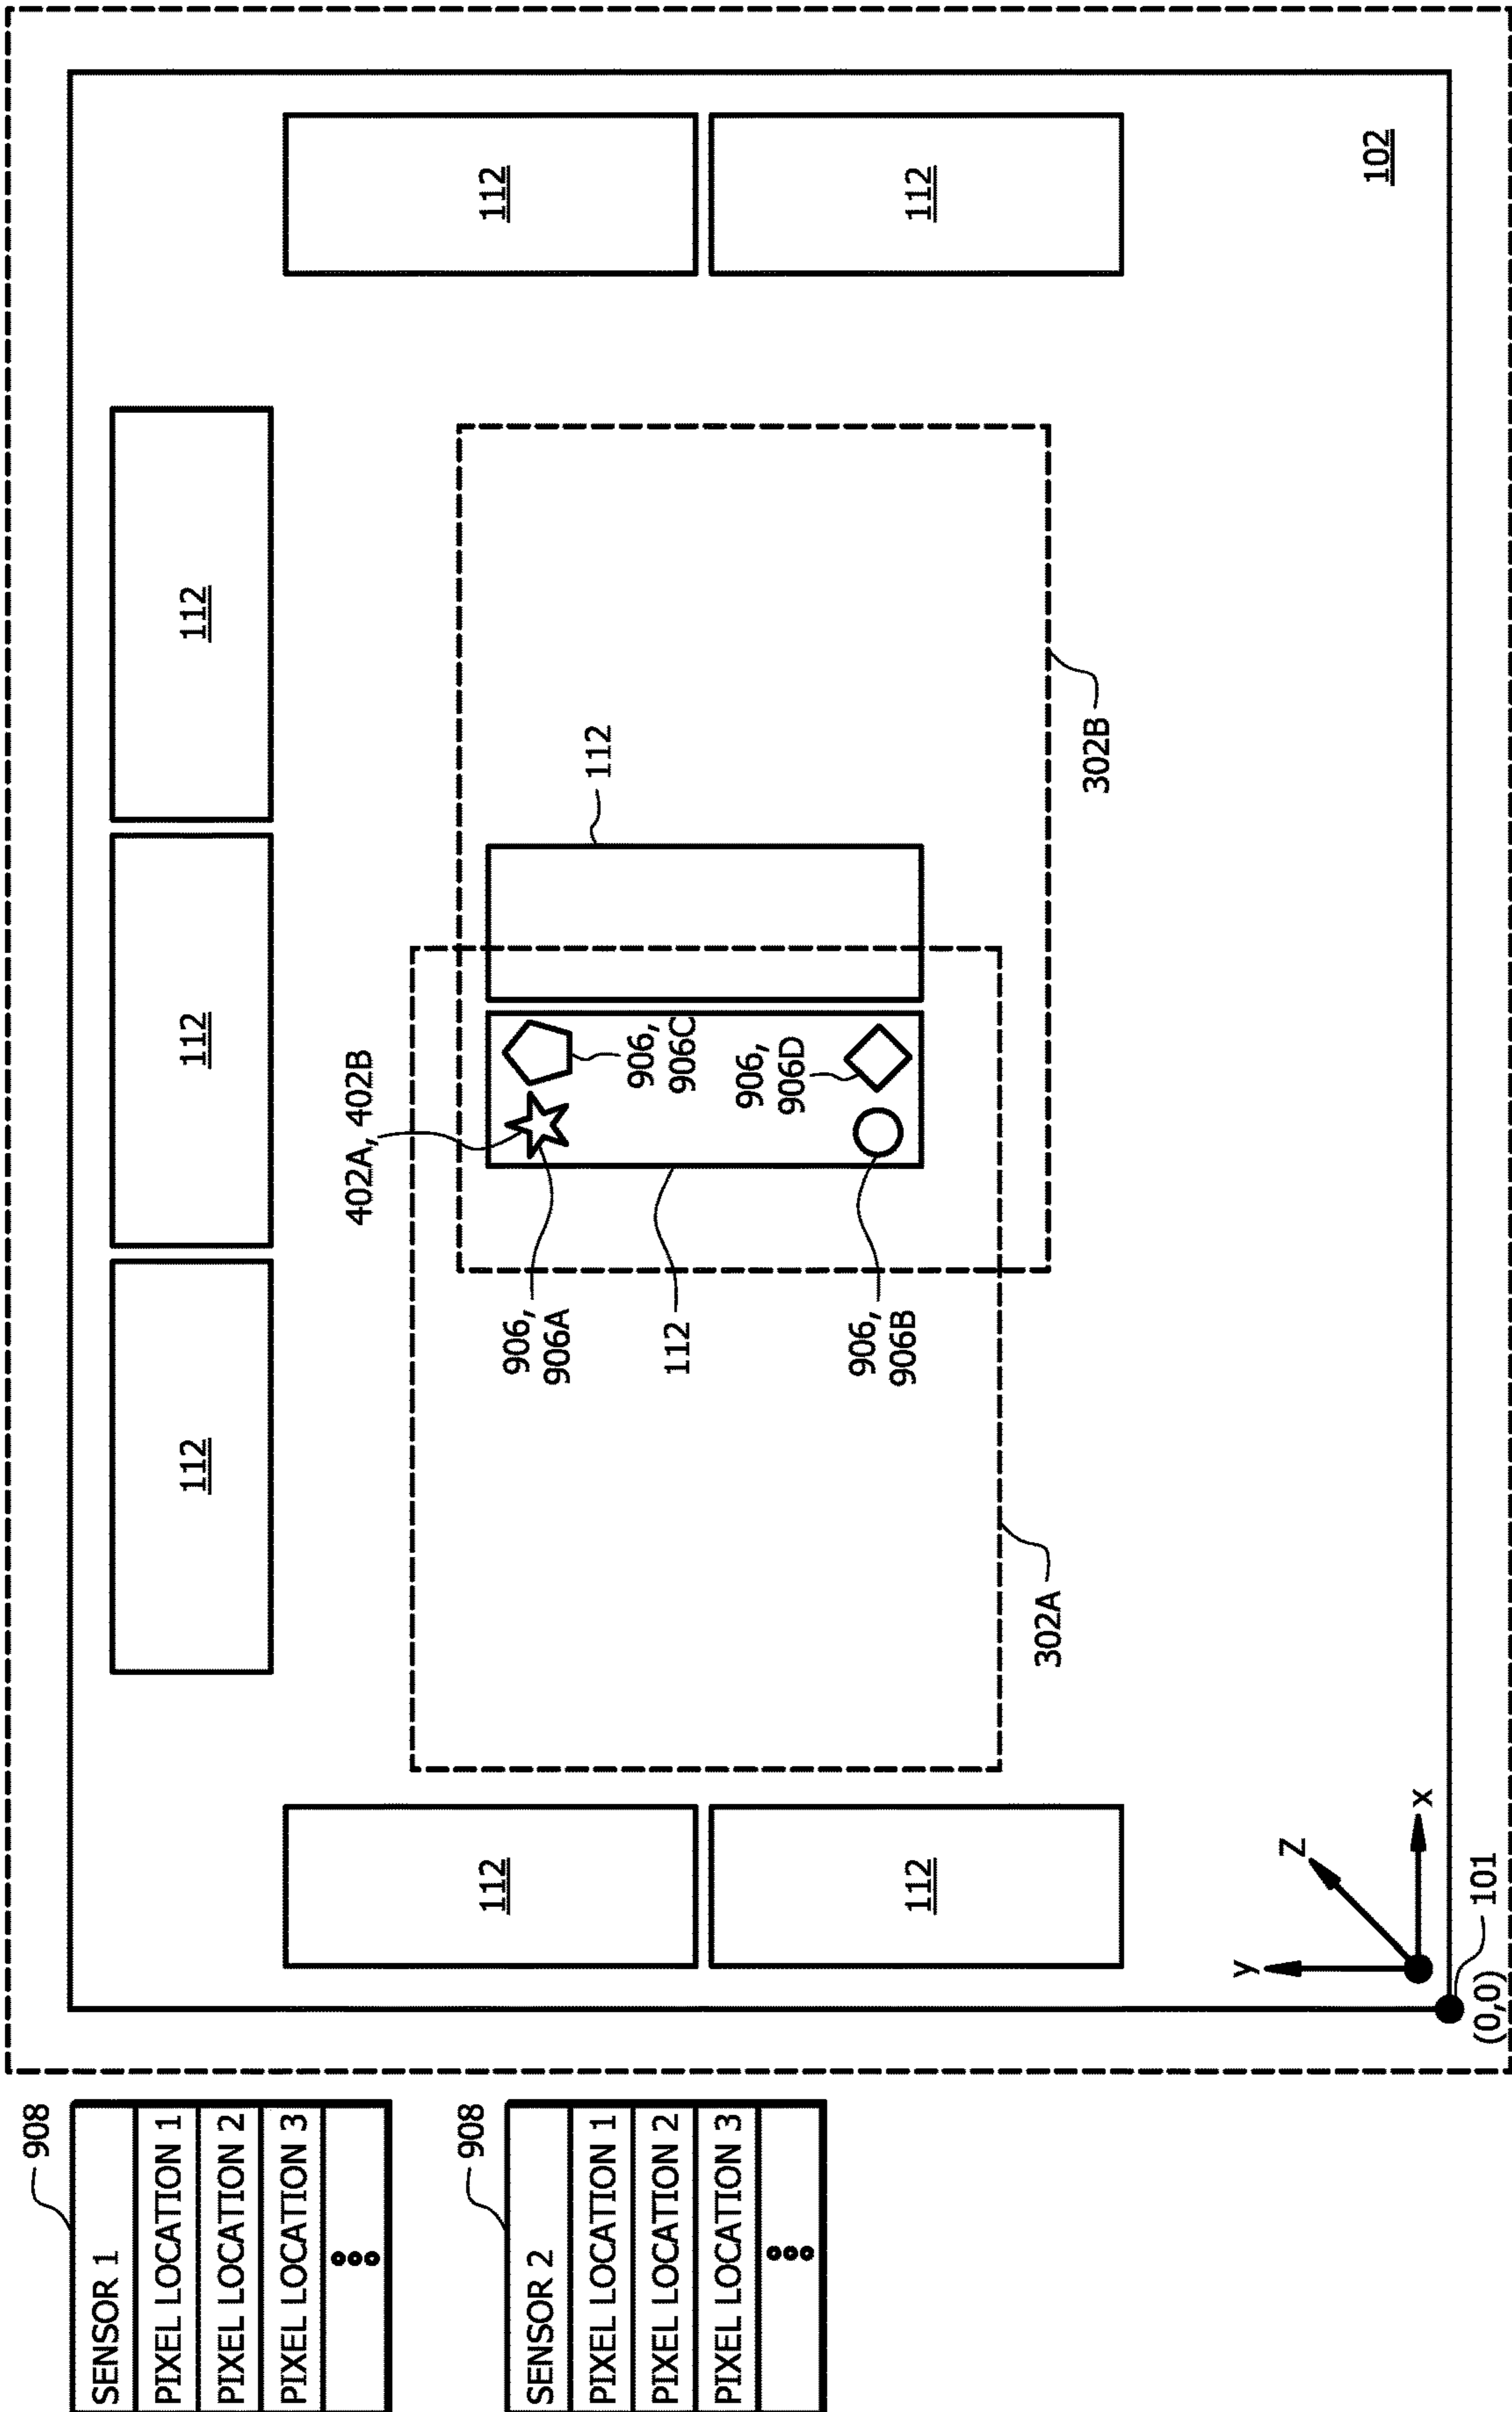 908
SENSOR 1
PIXEL LOCATION 1
PIXEL LOCATION 2
PIXEL LOCATION 3
908
SENSOR 2
PIXEL LOCATION 1
PIXEL LOCATION 2
PIXEL LOCATION 3
112
112
112
112
112
112
112
402A, 402B
906,
906A
906,
906C
112
112
906,
906D
906,
906B
302A
302B
102
y
Z
x
(0,0)
101